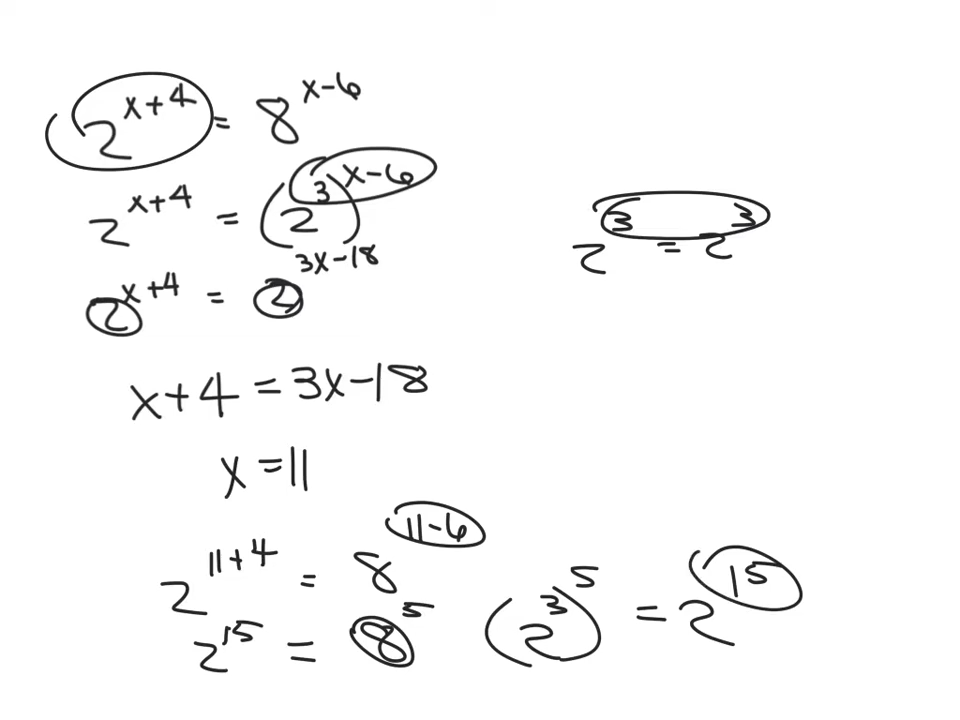 2^{x+4} = 8^{x-6}
2^{x+4} = (2^3)^{x-6}
2^3 = 2^3
2^{x+4} = 2^{3x-18}
x+4 = 3x-18
x = 11
2^{11+4} = 8^{11-6}
2^{15} = 8^5 (2^3)^5 = 2^{15}